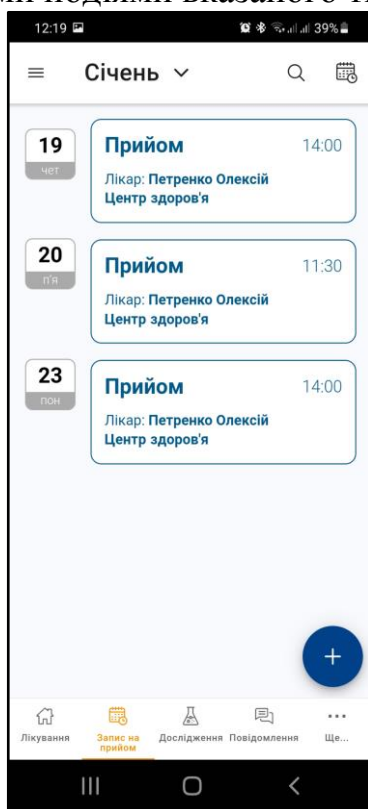 12:19 39%
Січень
19
чет
Прийом 14:00
Лікар: Петренко Олексій
Центр здоров'я
20
п'я
Прийом 11:30
Лікар: Петренко Олексій
Центр здоров'я
23
пон
Прийом 14:00
Лікар: Петренко Олексій
Центр здоров'я
+
Лікування Запис на прийом Дослідження Повідомлення Ще...